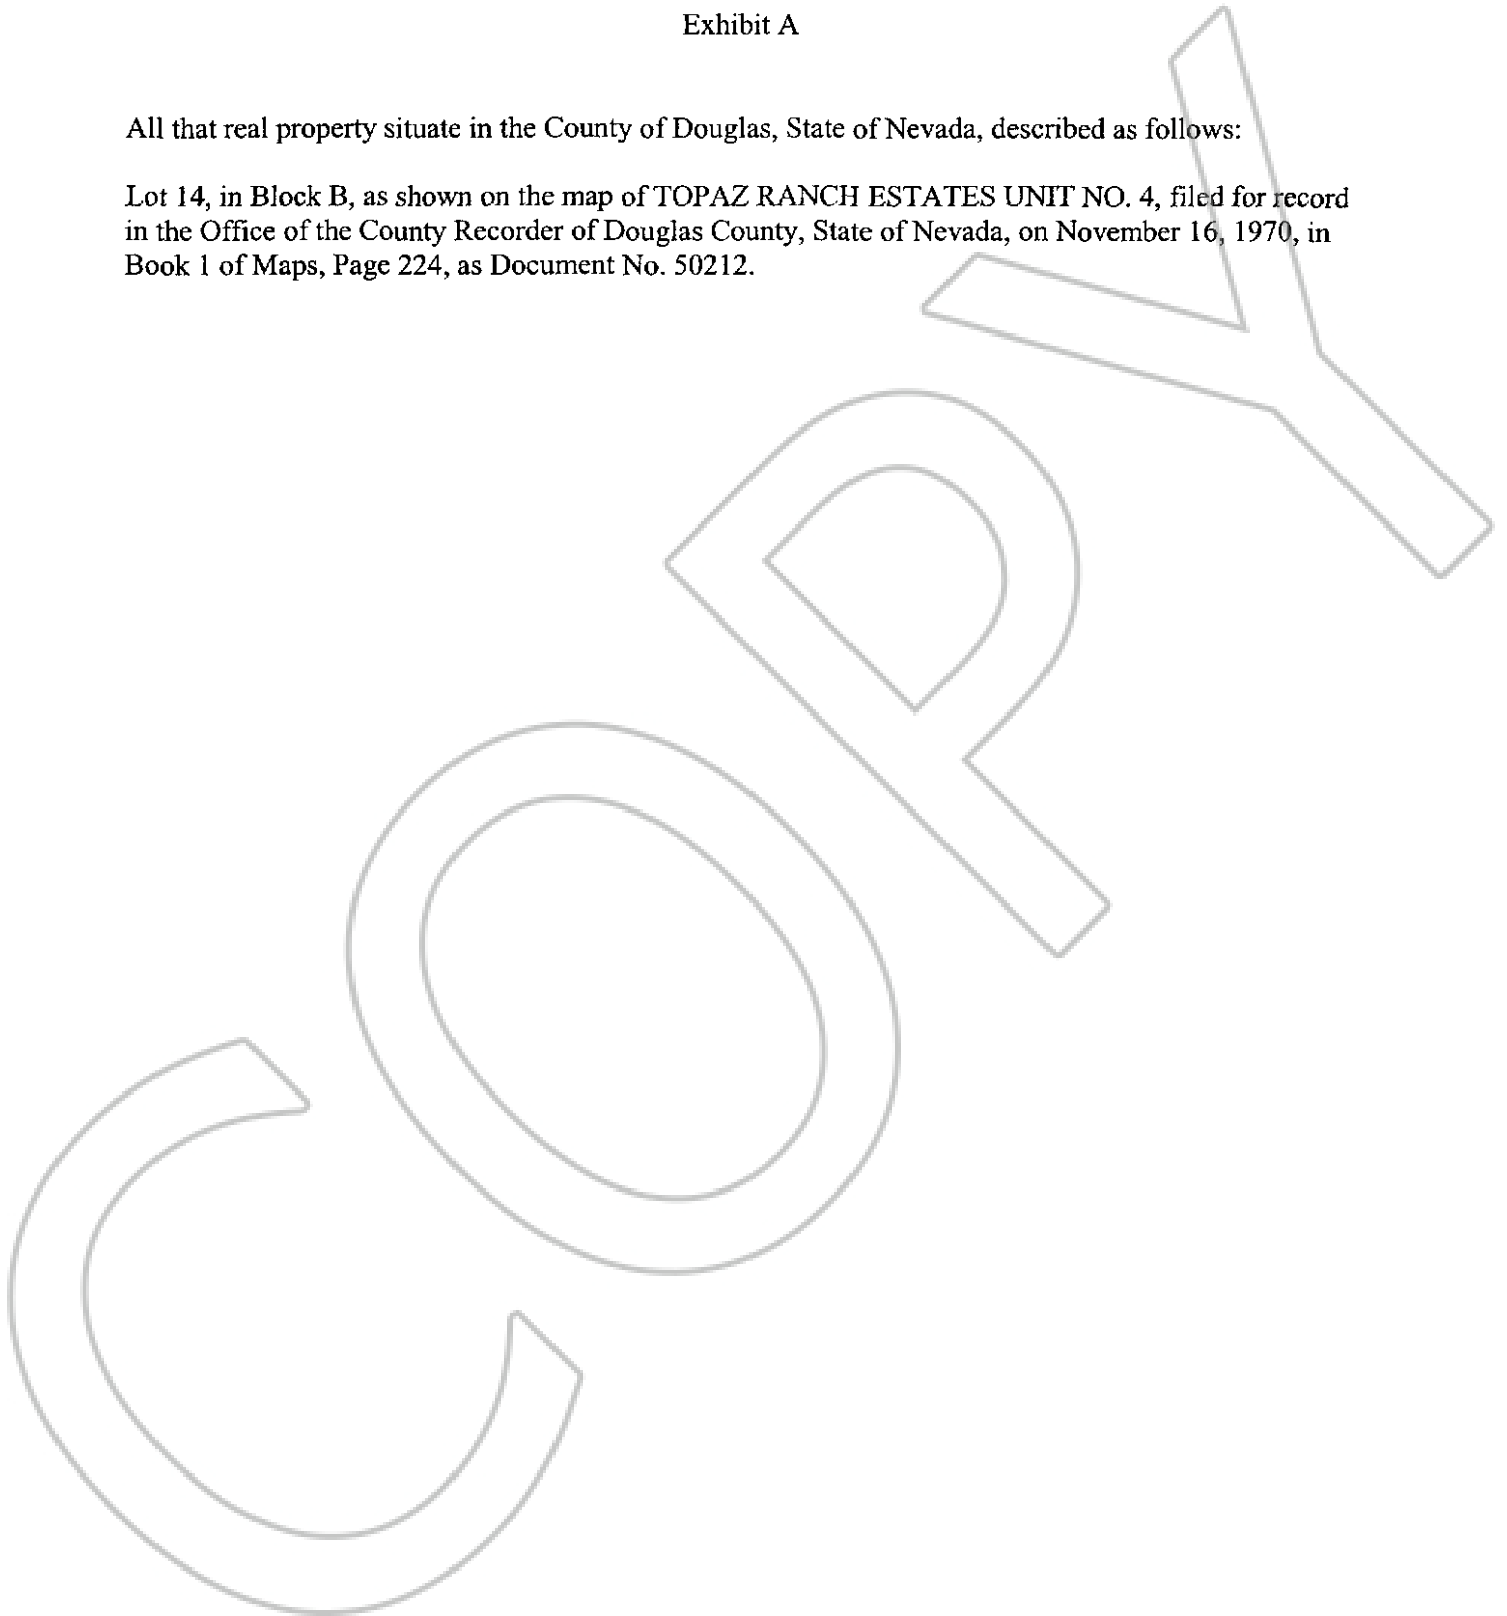 Exhibit A
All that real property situate in the County of Douglas, State of Nevada, described as follows:
Lot 14, in Block B, as shown on the map of TOPAZ RANCH ESTATES UNIT NO. 4, filed for record
in the Office of the County Recorder of Douglas County, State of Nevada, on November 16, 1970, in
Book 1 of Maps, Page 224, as Document No. 50212.
COPY